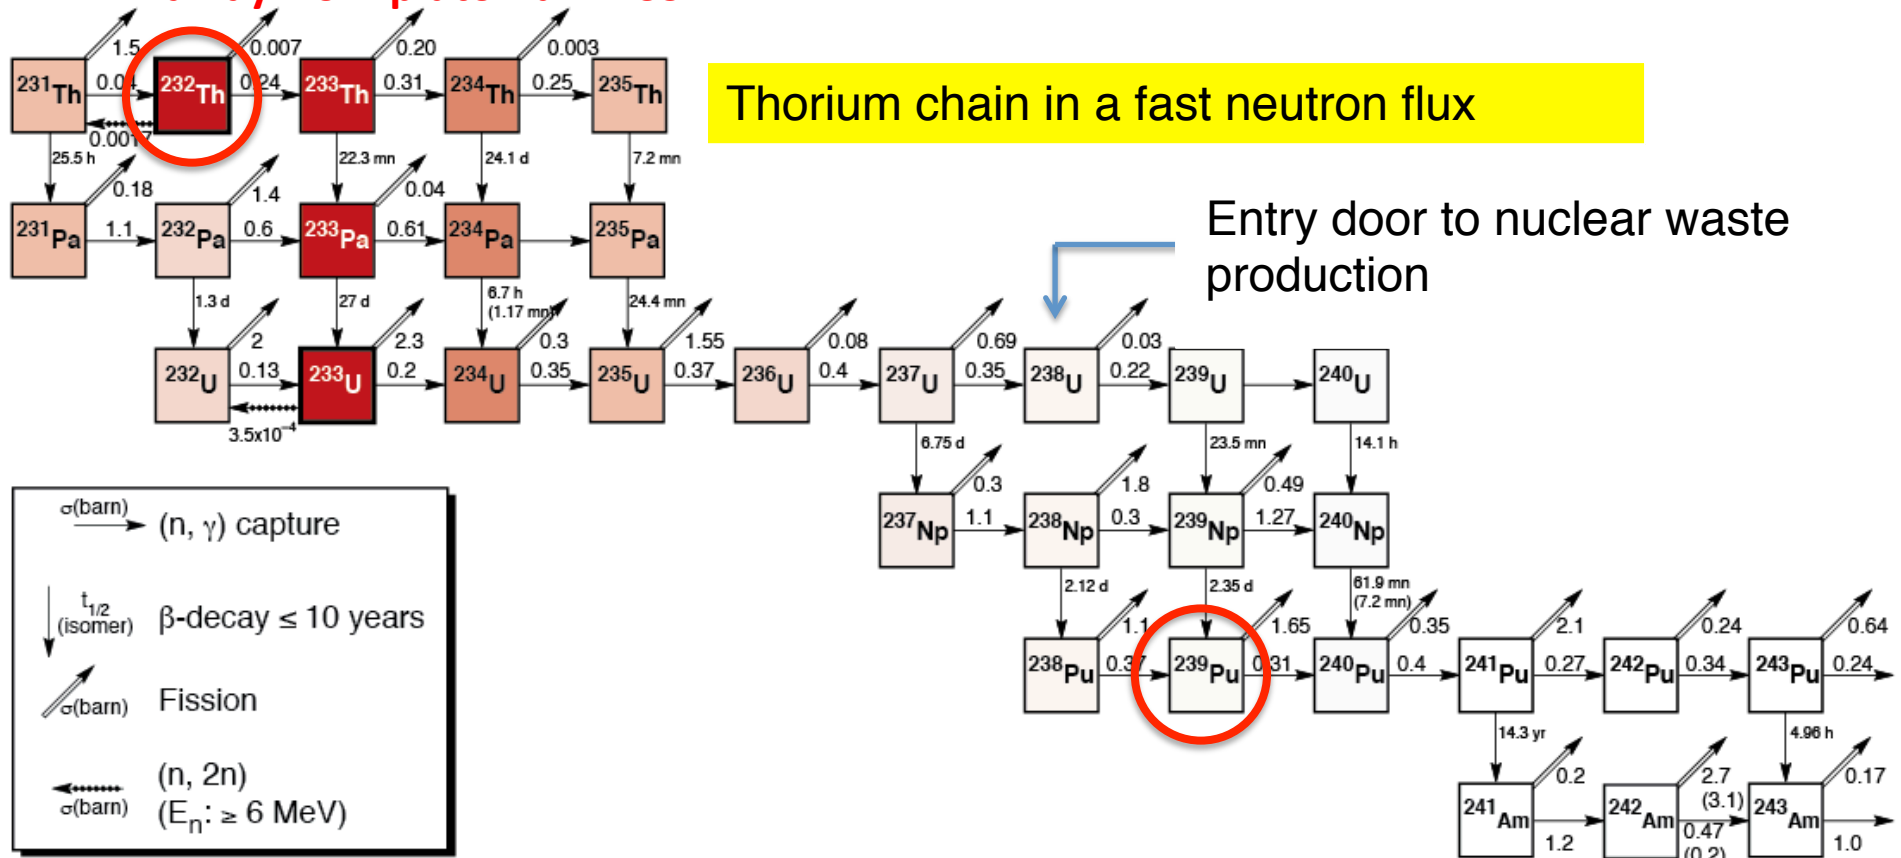 1.5 0.007 0.20 0.003
231Th 0.04 232Th 0.24 233Th 0.31 234Th 0.25 235Th
0.0017
Thorium chain in a fast neutron flux
25.5 h 22.3 mn 24.1 d 7.2 mn
0.18 1.4 0.04
231Pa 1.1 232Pa 0.6 233Pa 0.61 234Pa 235Pa
Entry door to nuclear waste
production
1.3 d 27 d 6.7 h 24.4 mn
(1.17 mn)
2 2.3 0.3 1.55 0.08 0.69 0.03
232U 0.13 233U 0.2 234U 0.35 235U 0.37 236U 0.4 237U 0.35 238U 0.22 239U 240U
3.5x10⁻⁴
6.75 d 23.5 mn 14.1 h
0.3 1.8 0.49
237Np 1.1 238Np 0.3 239Np 1.27 240Np
2.12 d 2.35 d 61.9 mn
(7.2 mn)
1.1 1.65 0.35 2.1 0.24 0.64
238Pu 0.37 239Pu 0.31 240Pu 0.4 241Pu 0.27 242Pu 0.34 243Pu 0.24
14.3 yr 4.96 h
0.2 2.7 0.17
(3.1)
241Am 1.2 242Am 0.47 243Am 1.0
(0.2)
σ(barn) (n, γ) capture
t1/2
(isomer) β-decay ≤ 10 years
σ(barn) Fission
(n, 2n)
σ(barn) (En: ≥ 6 MeV)